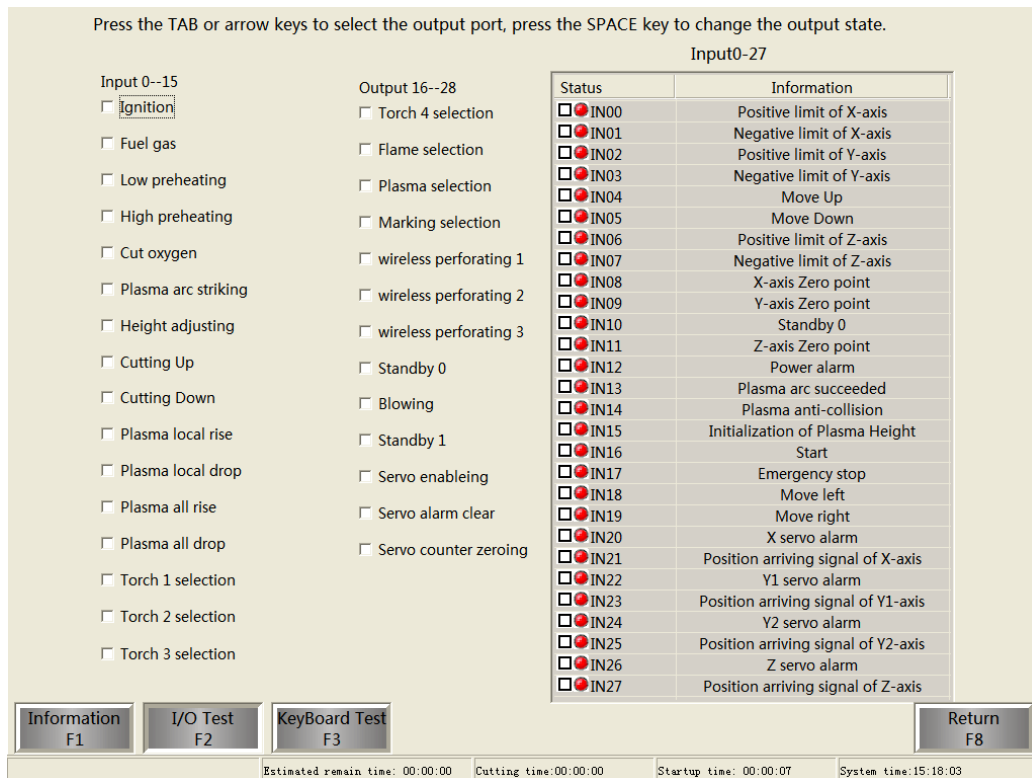 Press the TAB or arrow keys to select the output port, press the SPACE key to change the output state.
Input 0--15
Ignition
Fuel gas
Low preheating
High preheating
Cut oxygen
Plasma arc striking
Height adjusting
Cutting Up
Cutting Down
Plasma local rise
Plasma local drop
Plasma all rise
Plasma all drop
Torch 1 selection
Torch 2 selection
Torch 3 selection
Output 16--28
Torch 4 selection
Flame selection
Plasma selection
Marking selection
wireless perforating 1
wireless perforating 2
wireless perforating 3
Standby 0
Blowing
Standby 1
Servo enableing
Servo alarm clear
Servo counter zeroing
Input0-27
Status Information
IN00 Positive limit of X-axis
IN01 Negative limit of X-axis
IN02 Positive limit of Y-axis
IN03 Negative limit of Y-axis
IN04 Move Up
IN05 Move Down
IN06 Positive limit of Z-axis
IN07 Negative limit of Z-axis
IN08 X-axis Zero point
IN09 Y-axis Zero point
IN10 Standby 0
IN11 Z-axis Zero point
IN12 Power alarm
IN13 Plasma arc succeeded
IN14 Plasma anti-collision
IN15 Initialization of Plasma Height
IN16 Start
IN17 Emergency stop
IN18 Move left
IN19 Move right
IN20 X servo alarm
IN21 Position arriving signal of X-axis
IN22 Y1 servo alarm
IN23 Position arriving signal of Y1-axis
IN24 Y2 servo alarm
IN25 Position arriving signal of Y2-axis
IN26 Z servo alarm
IN27 Position arriving signal of Z-axis
Information
F1
I/O Test
F2
KeyBoard Test
F3
Return
F8
Estimated remain time: 00:00:00 Cutting time:00:00:00 Startup time: 00:00:07 System time:15:18:03